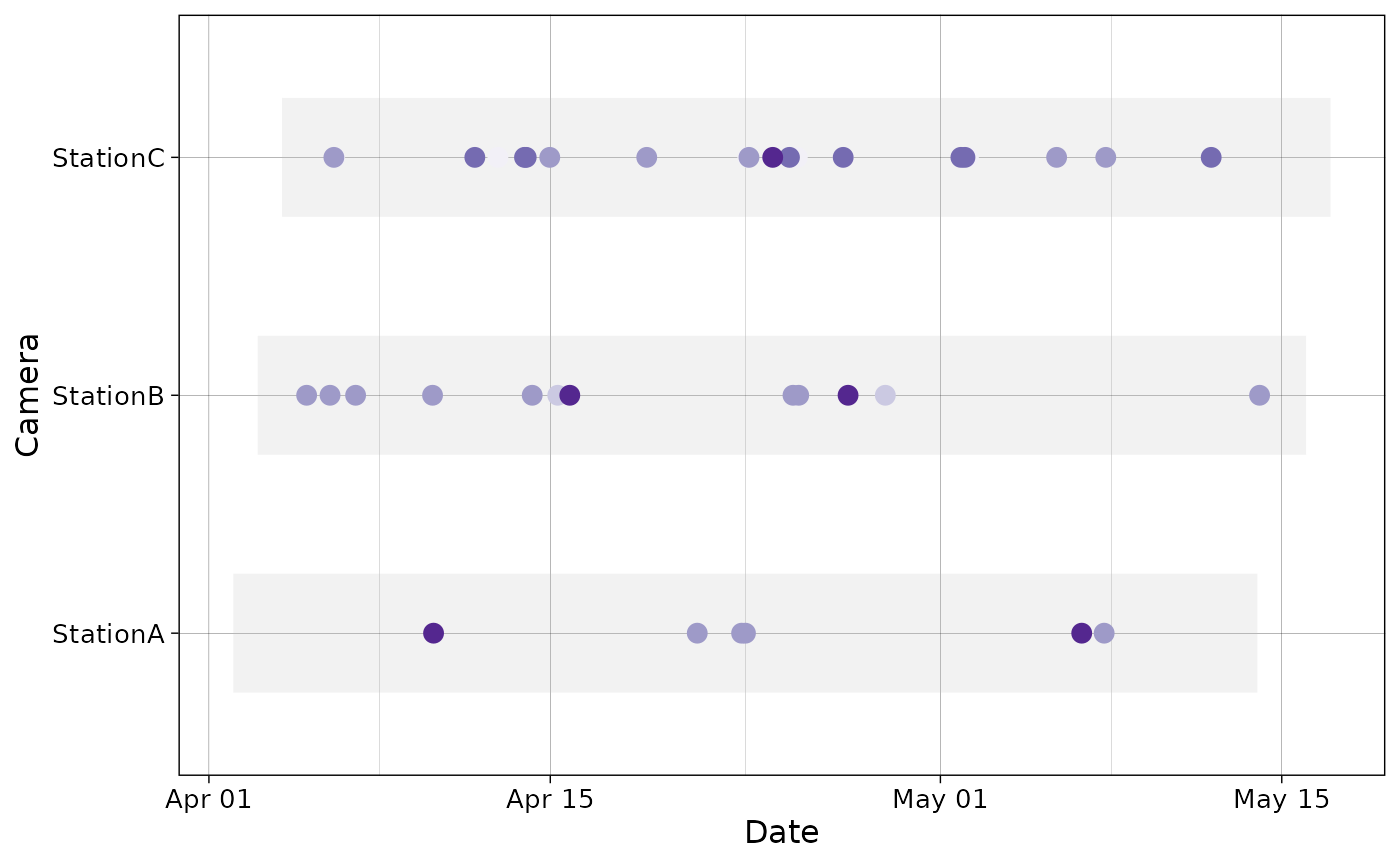 StationC
StationB
StationA
Camera
Apr 01
Apr 15
May 01
May 15
Date